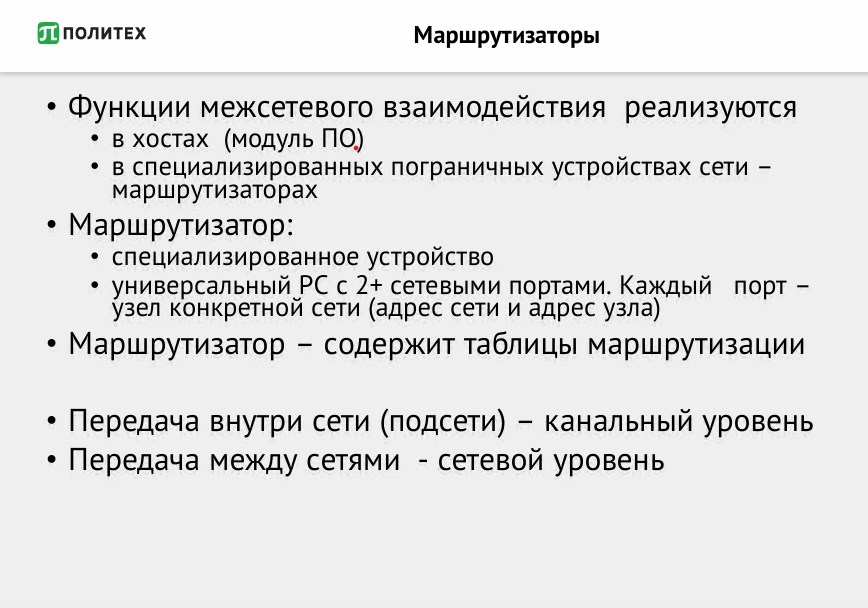 ПОЛИТЕХ
Маршрутизаторы
• Функции межсетевого взаимодействия реализуются
• в хостах (модуль ПО)
• в специализированных пограничных устройствах сети –
маршрутизаторах
• Маршрутизатор:
• специализированное устройство
• универсальный PC с 2+ сетевыми портами. Каждый порт –
узел конкретной сети (адрес сети и адрес узла)
• Маршрутизатор – содержит таблицы маршрутизации
• Передача внутри сети (подсети) – канальный уровень
• Передача между сетями - сетевой уровень